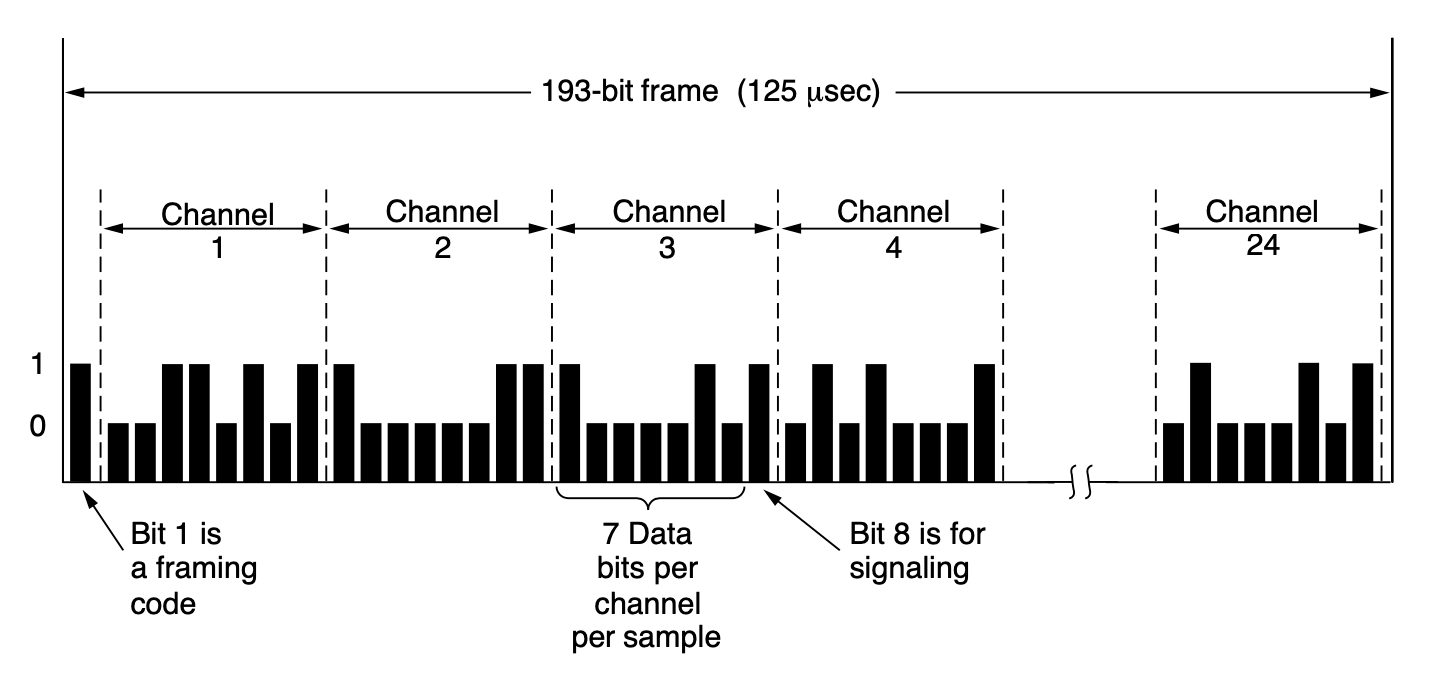 193-bit frame (125 μsec)
Channel
1
Channel
2
Channel
3
Channel
4
Channel
24
1
0
Bit 1 is
a framing
code
7 Data
bits per
channel
per sample
Bit 8 is for
signaling